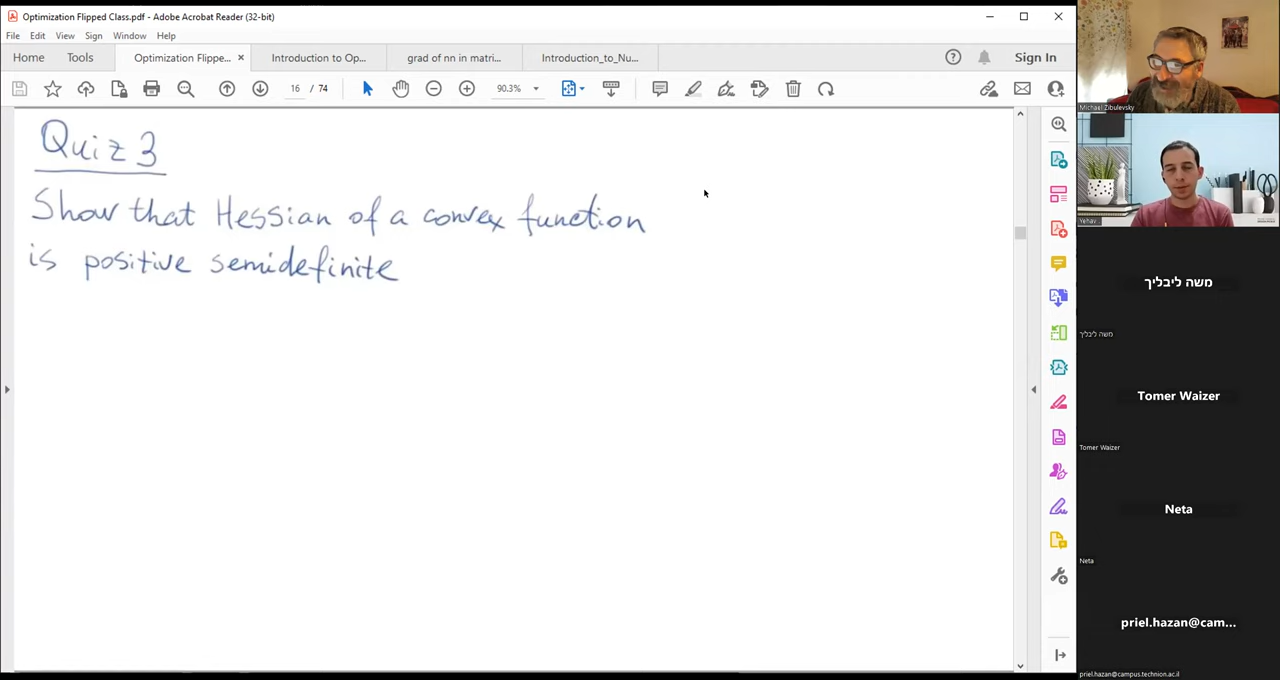 Optimization Flipped Class.pdf - Adobe Acrobat Reader (32-bit)
File Edit View Sign Window Help
Home Tools Optimization Flippe... × Introduction to Op... grad of nn in matri... Introduction_to_Nu... Sign In
16 / 74 90.3%
Quiz 3
Show that Hessian of a convex function
is positive semidefinite
Michael Zibulevsky
Yehav
משה ליבליך
משה ליבליך
Tomer Waizer
Tomer Waizer
Neta
Neta
priel.hazan@cam...
priel.hazan@campus.technion.ac.il